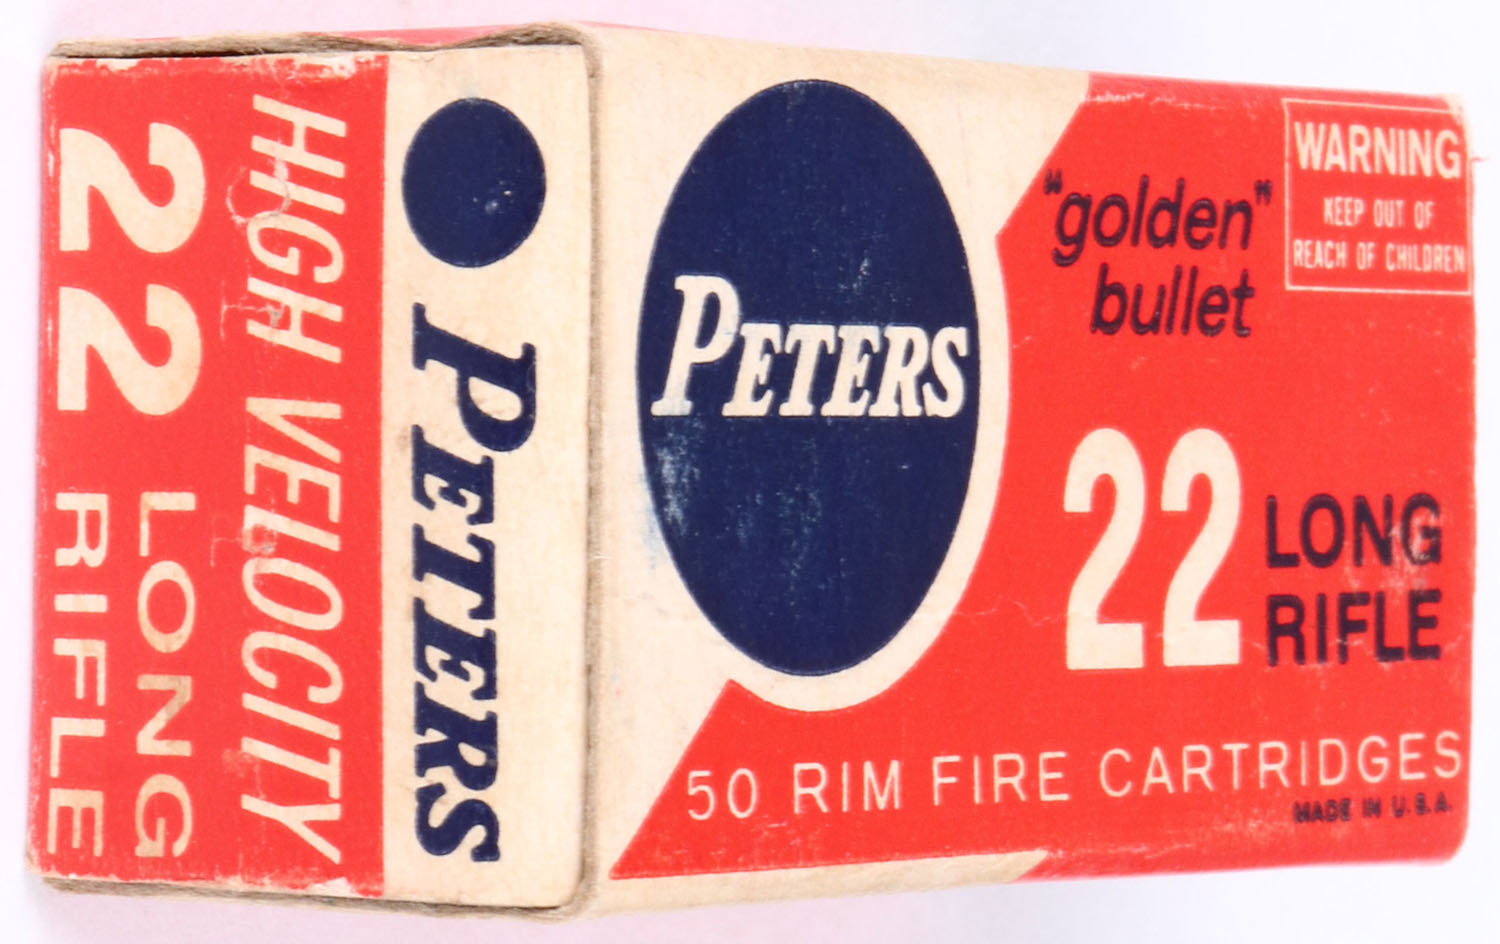 PETERS
HIGH VELOCITY
22 LONG
RIFLE
PETERS
"golden"
bullet
WARNING
KEEP OUT OF
REACH OF CHILDREN
22 LONG
RIFLE
50 RIM FIRE CARTRIDGES
MADE IN U.S.A.